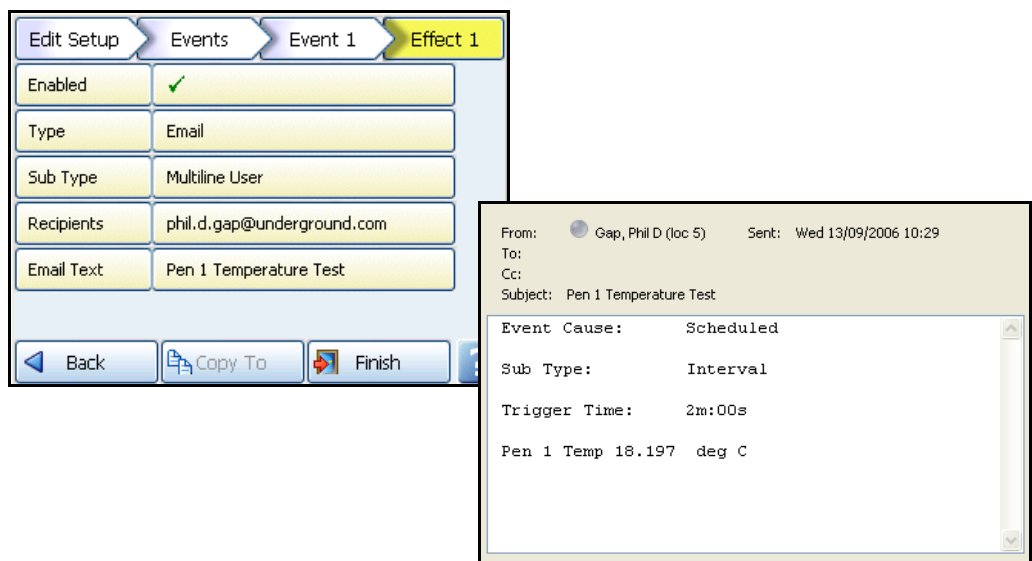 Edit Setup Events Event 1 Effect 1
Enabled
Type Email
Sub Type Multiline User
Recipients phil.d.gap@underground.com
Email Text Pen 1 Temperature Test
Back Copy To Finish
From: Gap, Phil D (loc 5) Sent: Wed 13/09/2006 10:29
To:
Cc:
Subject: Pen 1 Temperature Test
Event Cause: Scheduled
Sub Type: Interval
Trigger Time: 2m:00s
Pen 1 Temp 18.197 deg C